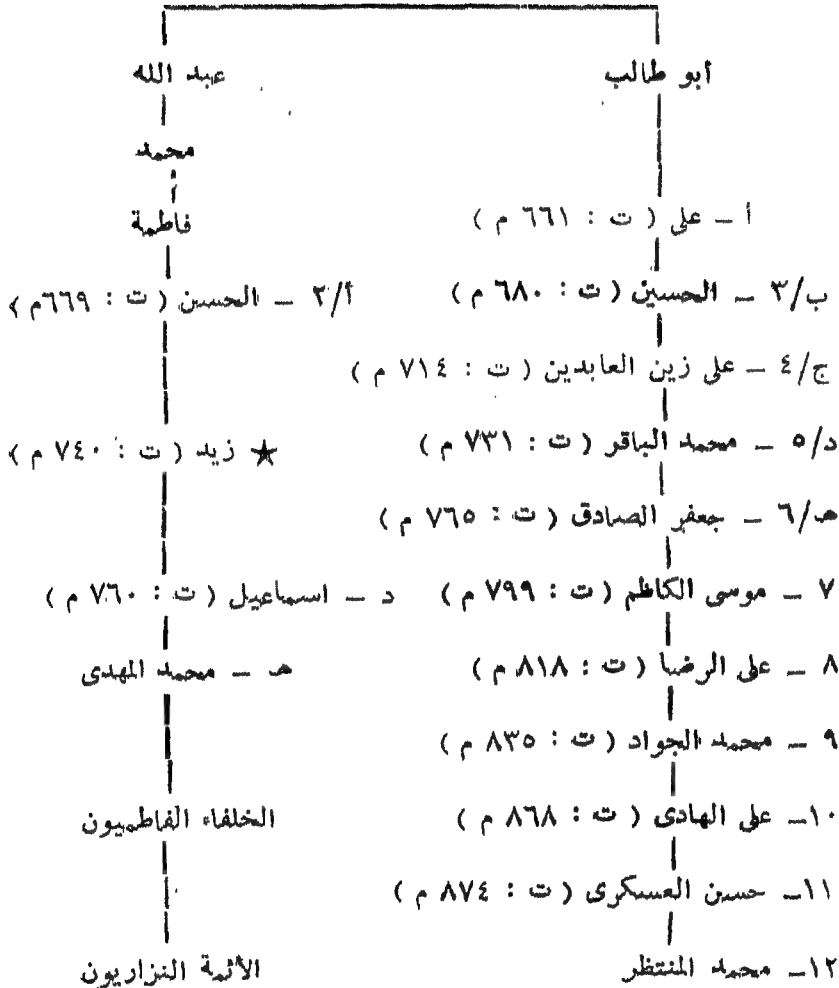 أبو طالب عبد الله
محمد
فاطمة
أ – على ( ت : ٦٦١ م )
ب/٣ – الحسين ( ت : ٦٨٠ م ) أ/٢ – الحسن ( ت : ٦٦٩م )
ج/٤ – على زين العابدين ( ت : ٧١٤ م )
د/٥ – محمد الباقر ( ت : ٧٣١ م ) ★ زيد ( ت : ٧٤٠ م )
هـ/٦ – جعفر الصادق ( ت : ٧٦٥ م )
٧ – موسى الكاظم ( ت : ٧٩٩ م ) د – اسماعيل ( ت : ٧٦٠ م )
٨ – على الرضا ( ت : ٨١٨ م ) هـ – محمد المهدى
٩ – محمد الجواد ( ت : ٨٣٥ م )
١٠– على الهادى ( ت : ٨٦٨ م ) الخلفاء الفاطميون
١١– حسن العسكرى ( ت : ٨٧٤ م )
١٢– محمد المنتظر الأئمة النزاريون